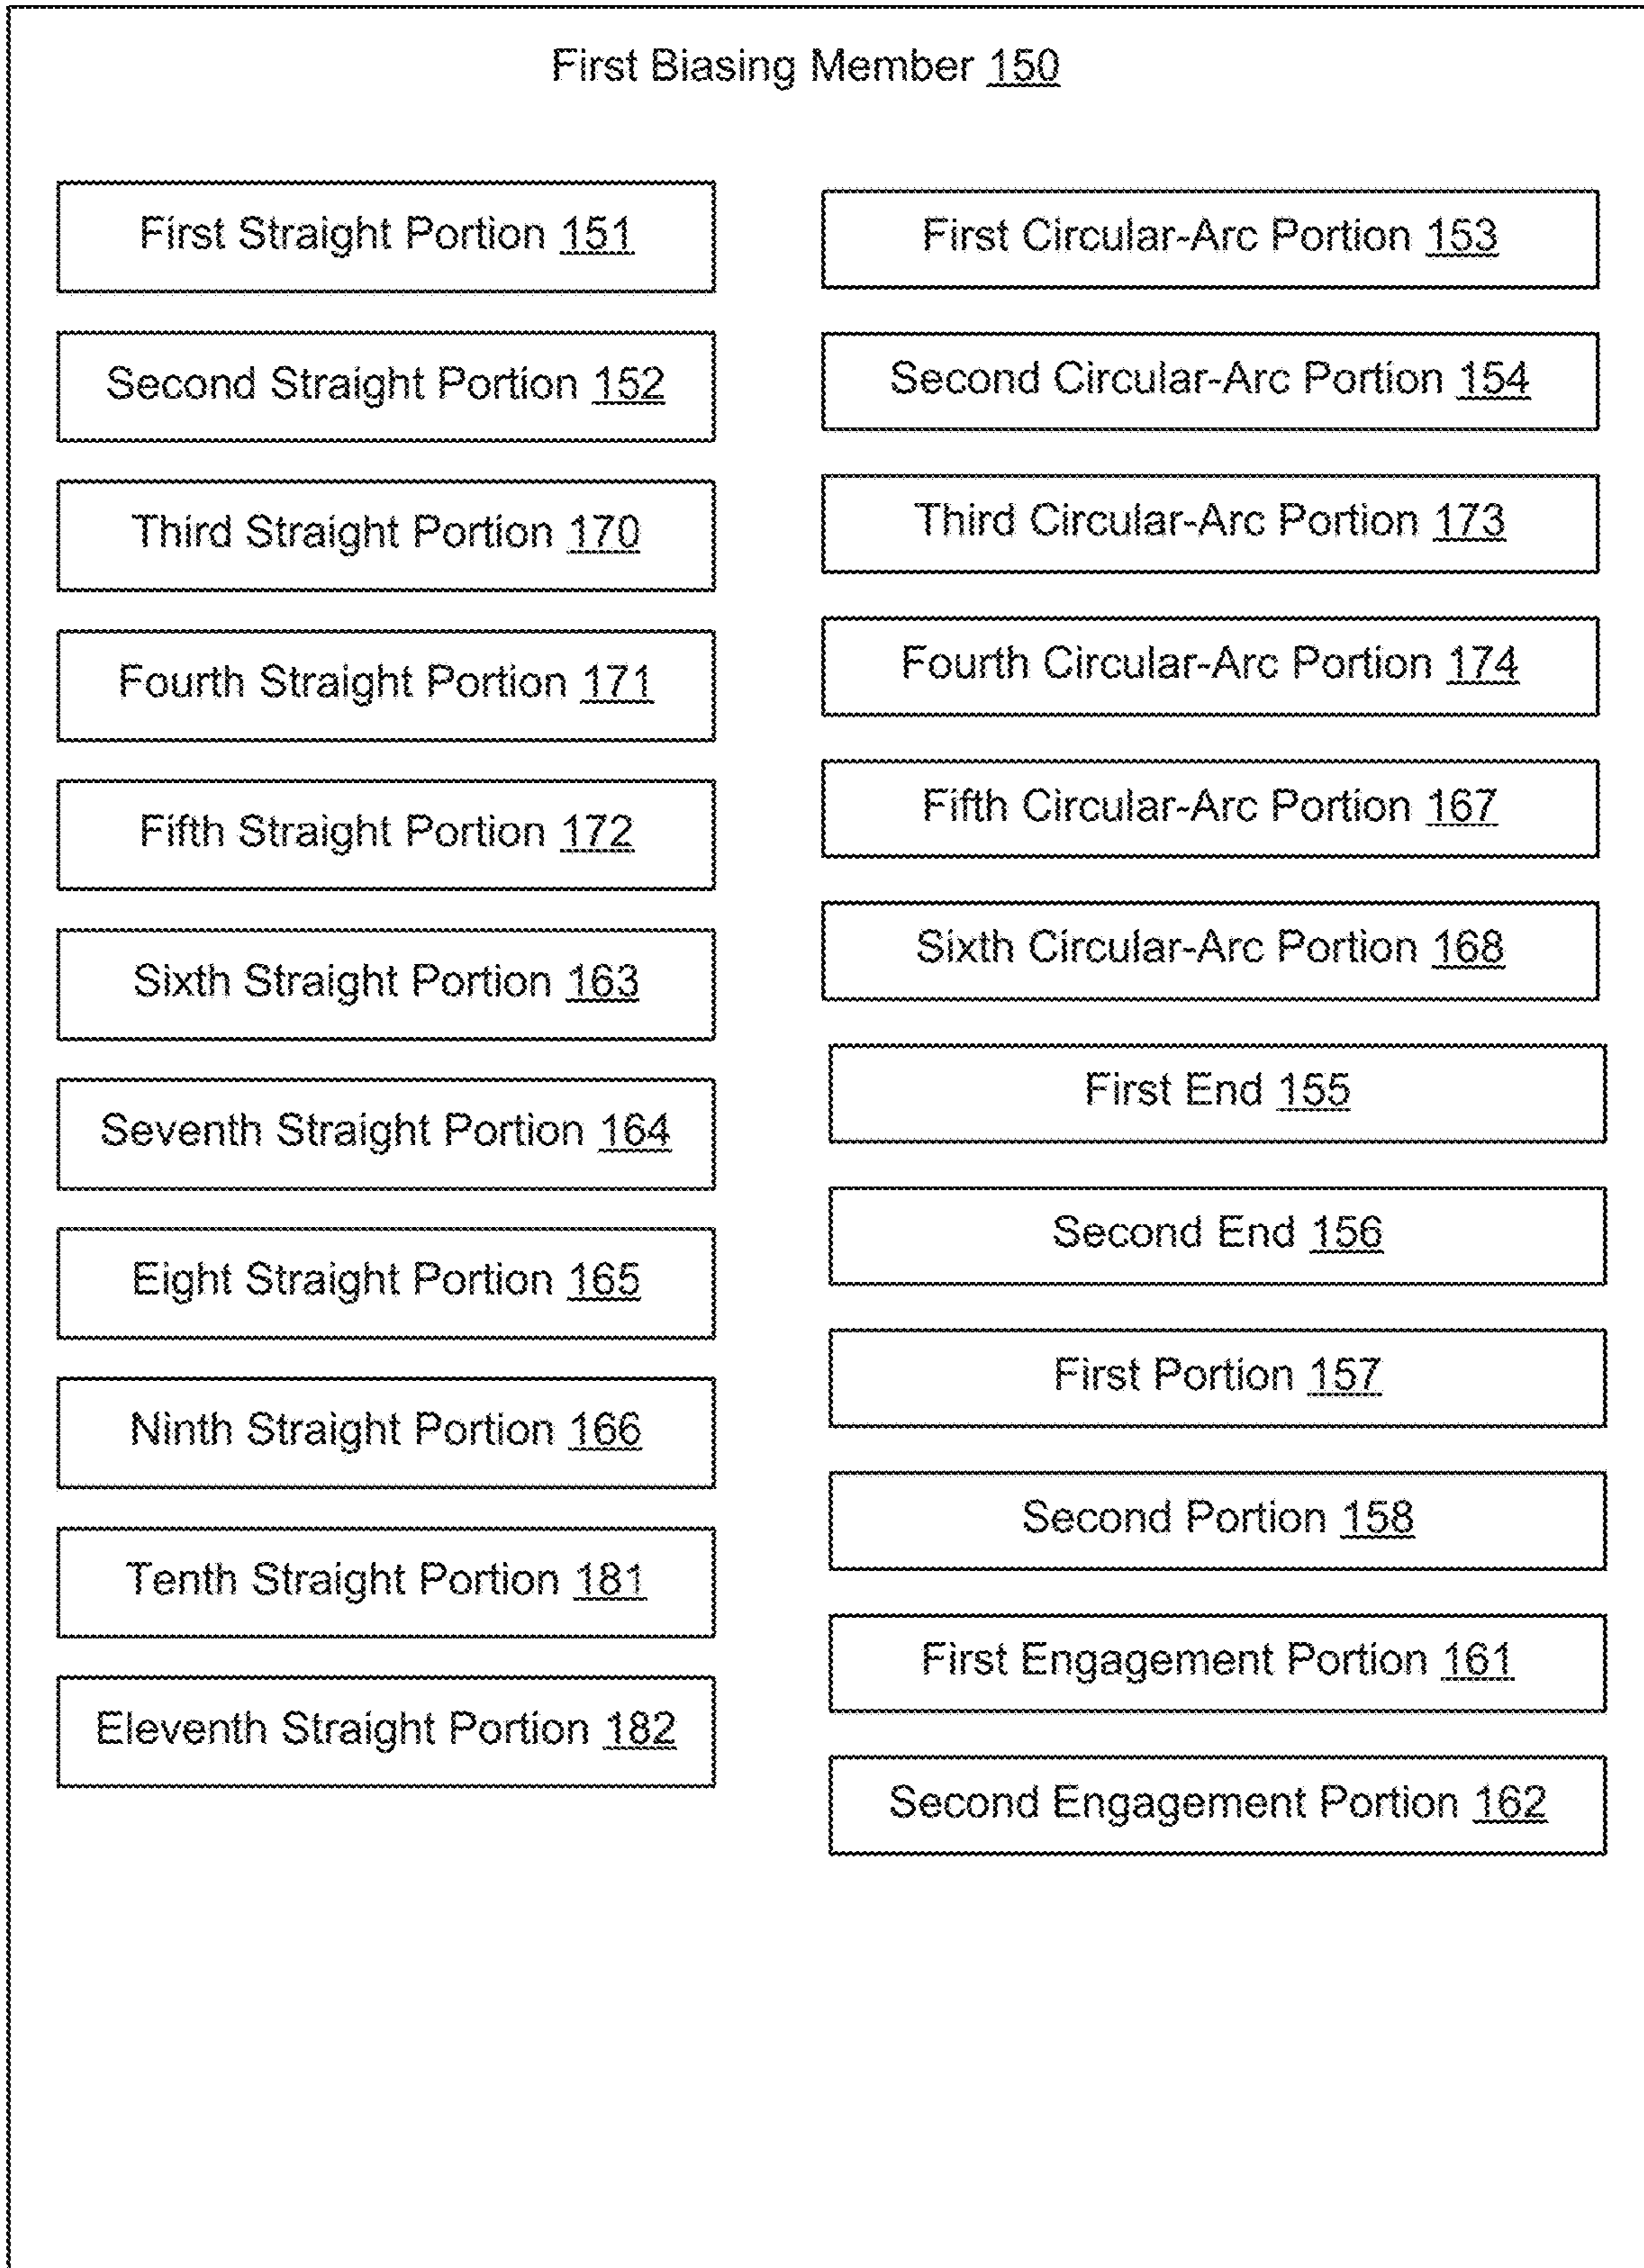 First Biasing Member 150
First Straight Portion 151
Second Straight Portion 152
Third Straight Portion 170
Fourth Straight Portion 171
Fifth Straight Portion 172
Sixth Straight Portion 163
Seventh Straight Portion 164
Eight Straight Portion 165
Ninth Straight Portion 166
Tenth Straight Portion 181
Eleventh Straight Portion 182
First Circular-Arc Portion 153
Second Circular-Arc Portion 154
Third Circular-Arc Portion 173
Fourth Circular-Arc Portion 174
Fifth Circular-Arc Portion 167
Sixth Circular-Arc Portion 168
First End 155
Second End 156
First Portion 157
Second Portion 158
First Engagement Portion 161
Second Engagement Portion 162